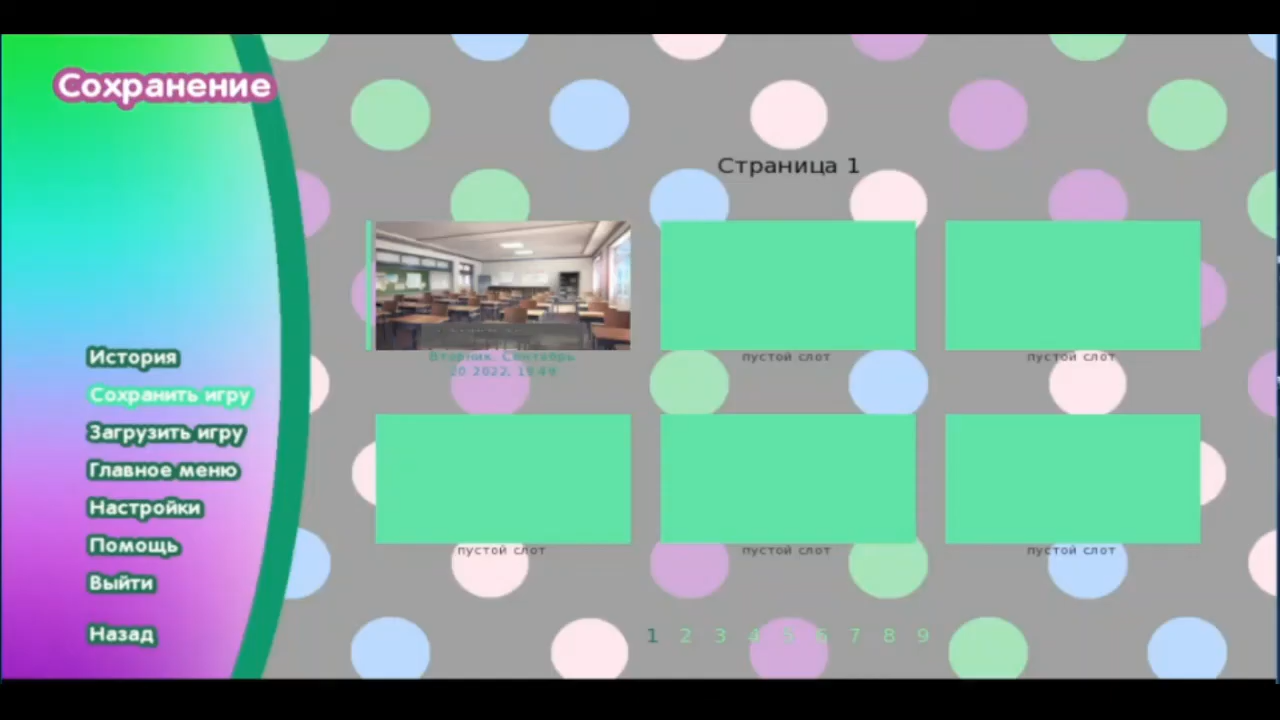 Сохранение
Страница 1
Вторник, Сентябрь
20 2022, 19:49
пустой слот
пустой слот
пустой слот
пустой слот
пустой слот
История
Сохранить игру
Загрузить игру
Главное меню
Настройки
Помощь
Выйти
Назад
1 2 3 4 5 6 7 8 9